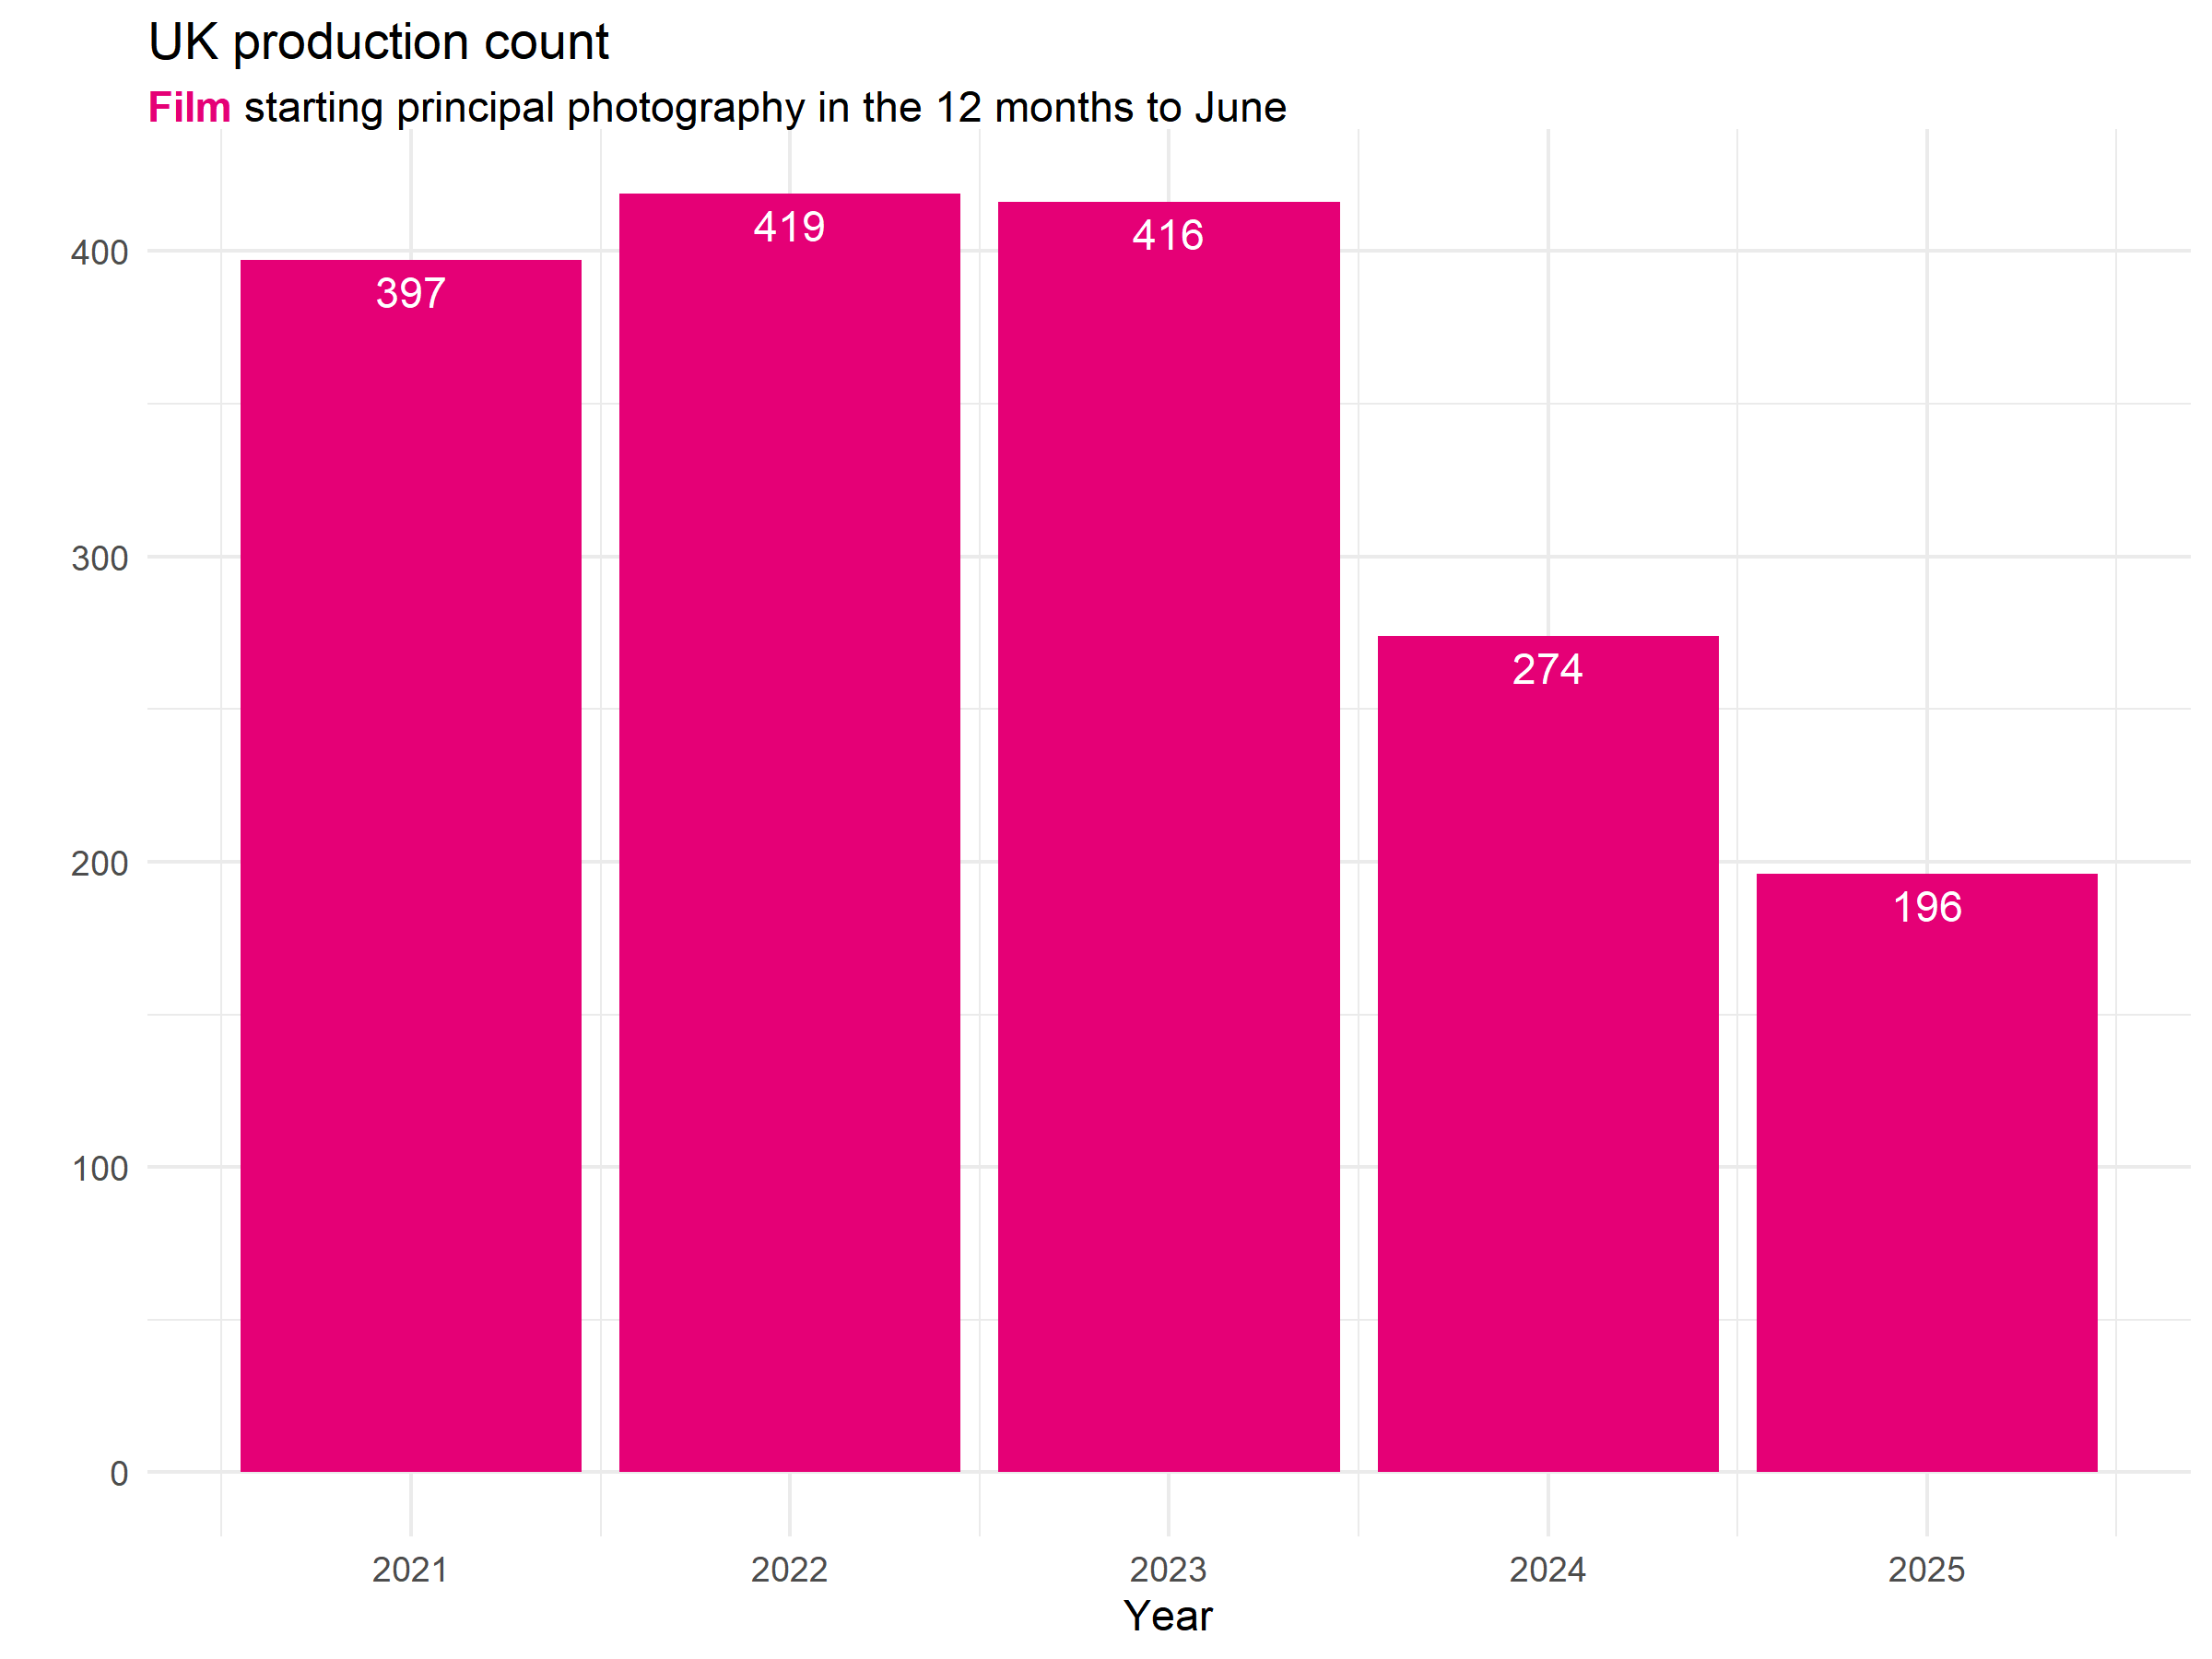 UK production count
Film starting principal photography in the 12 months to June
419
416
400
397
300
274
200
196
100
0
2021 2022 2023 2024 2025
Year